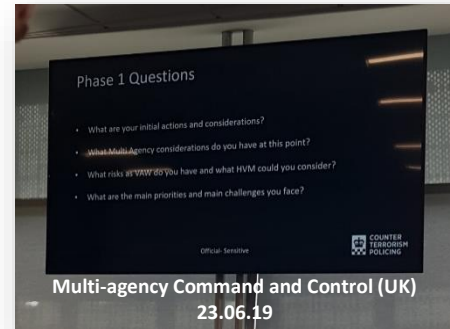 Phase 1 Questions
• What are your initial actions and considerations?
• What Multi Agency considerations do you have at this point?
• What risks as VAW do you have and what HVM could you consider?
• What are the main priorities and main challenges you face?
Official- Sensitive
COUNTER
TERRORISM
POLICING
Multi-agency Command and Control (UK)
23.06.19